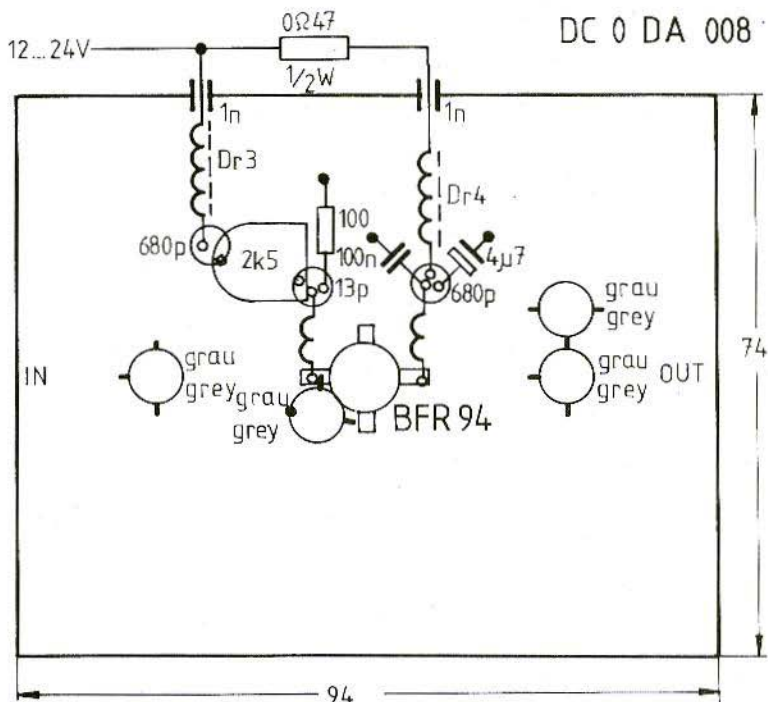 0Ω47
DC 0 DA 008
12...24V
1/2W
1n
1n
Dr3
Dr4
100
680p
2k5
100n
4µ7
13p
680p
grau
grey
74
IN
grau
grey
grau
grey
OUT
grau
grey
BFR 94
94